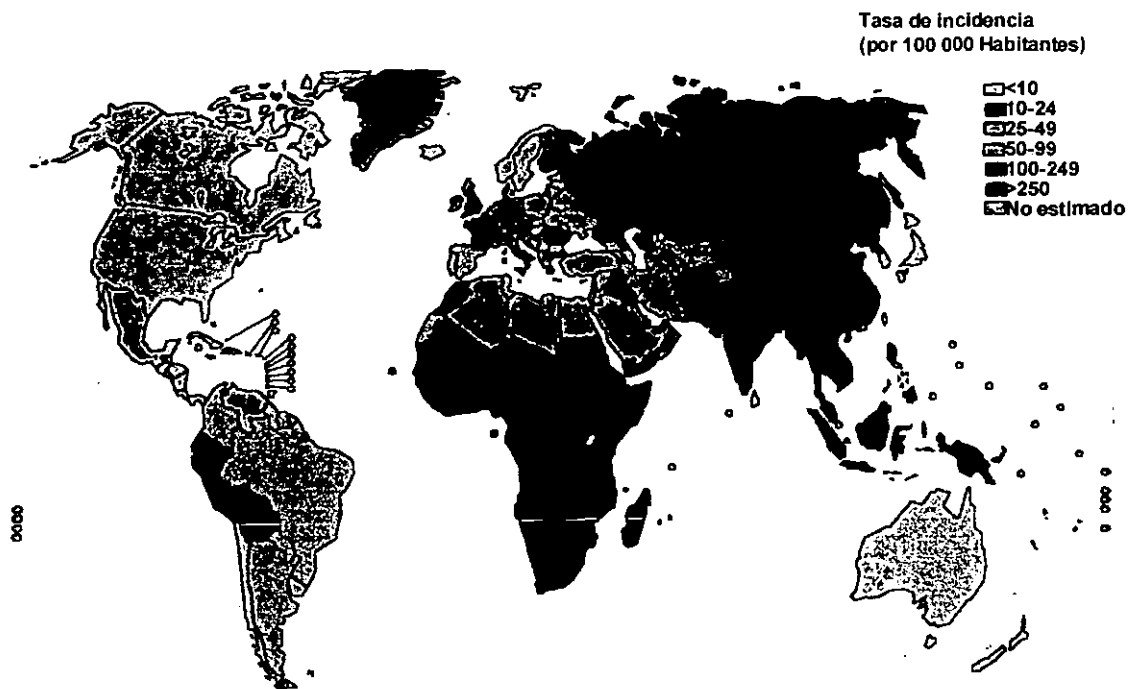 Tasa de incidencia
(por 100 000 Habitantes)
<10
10-24
25-49
50-99
100-249
>250
No estimado